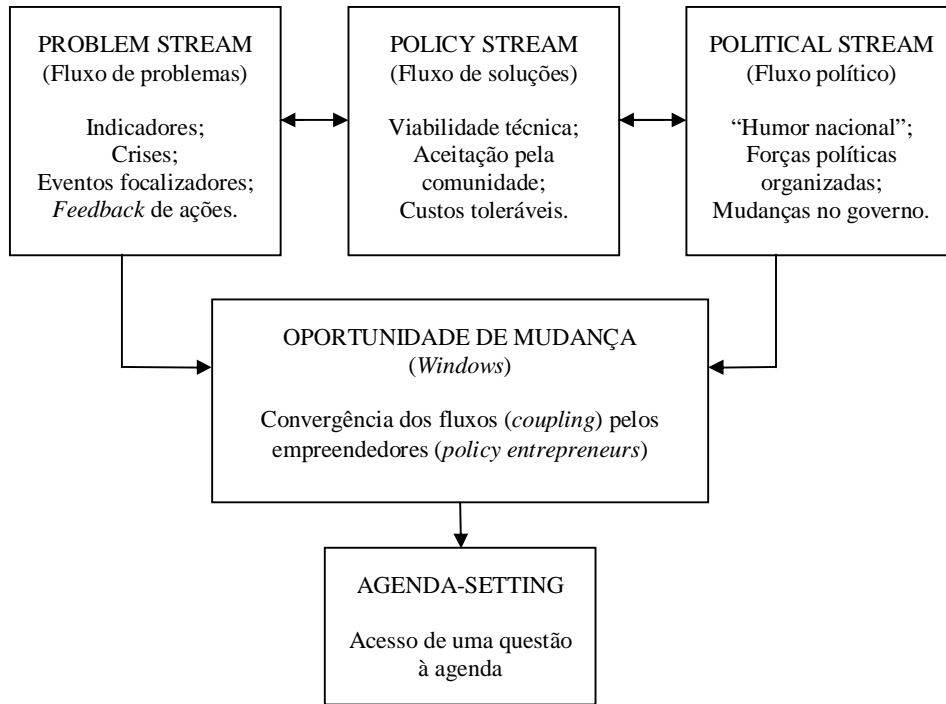 PROBLEM STREAM
(Fluxo de problemas)
Indicadores;
Crises;
Eventos focalizadores;
Feedback de ações.
POLICY STREAM
(Fluxo de soluções)
Viabilidade técnica;
Aceitação pela
comunidade;
Custos toleráveis.
POLITICAL STREAM
(Fluxo político)
“Humor nacional”;
Forças políticas
organizadas;
Mudanças no governo.
OPORTUNIDADE DE MUDANÇA
(Windows)
Convergência dos fluxos (coupling) pelos
empreendedores (policy entrepreneurs)
AGENDA-SETTING
Acesso de uma questão
à agenda